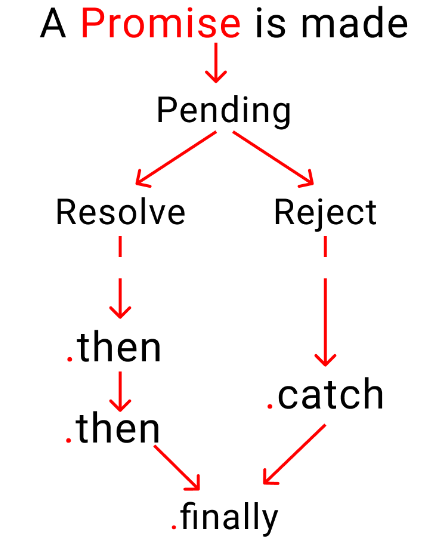 A Promise is made
Pending
Resolve
Reject
.then
.then
.catch
.finally